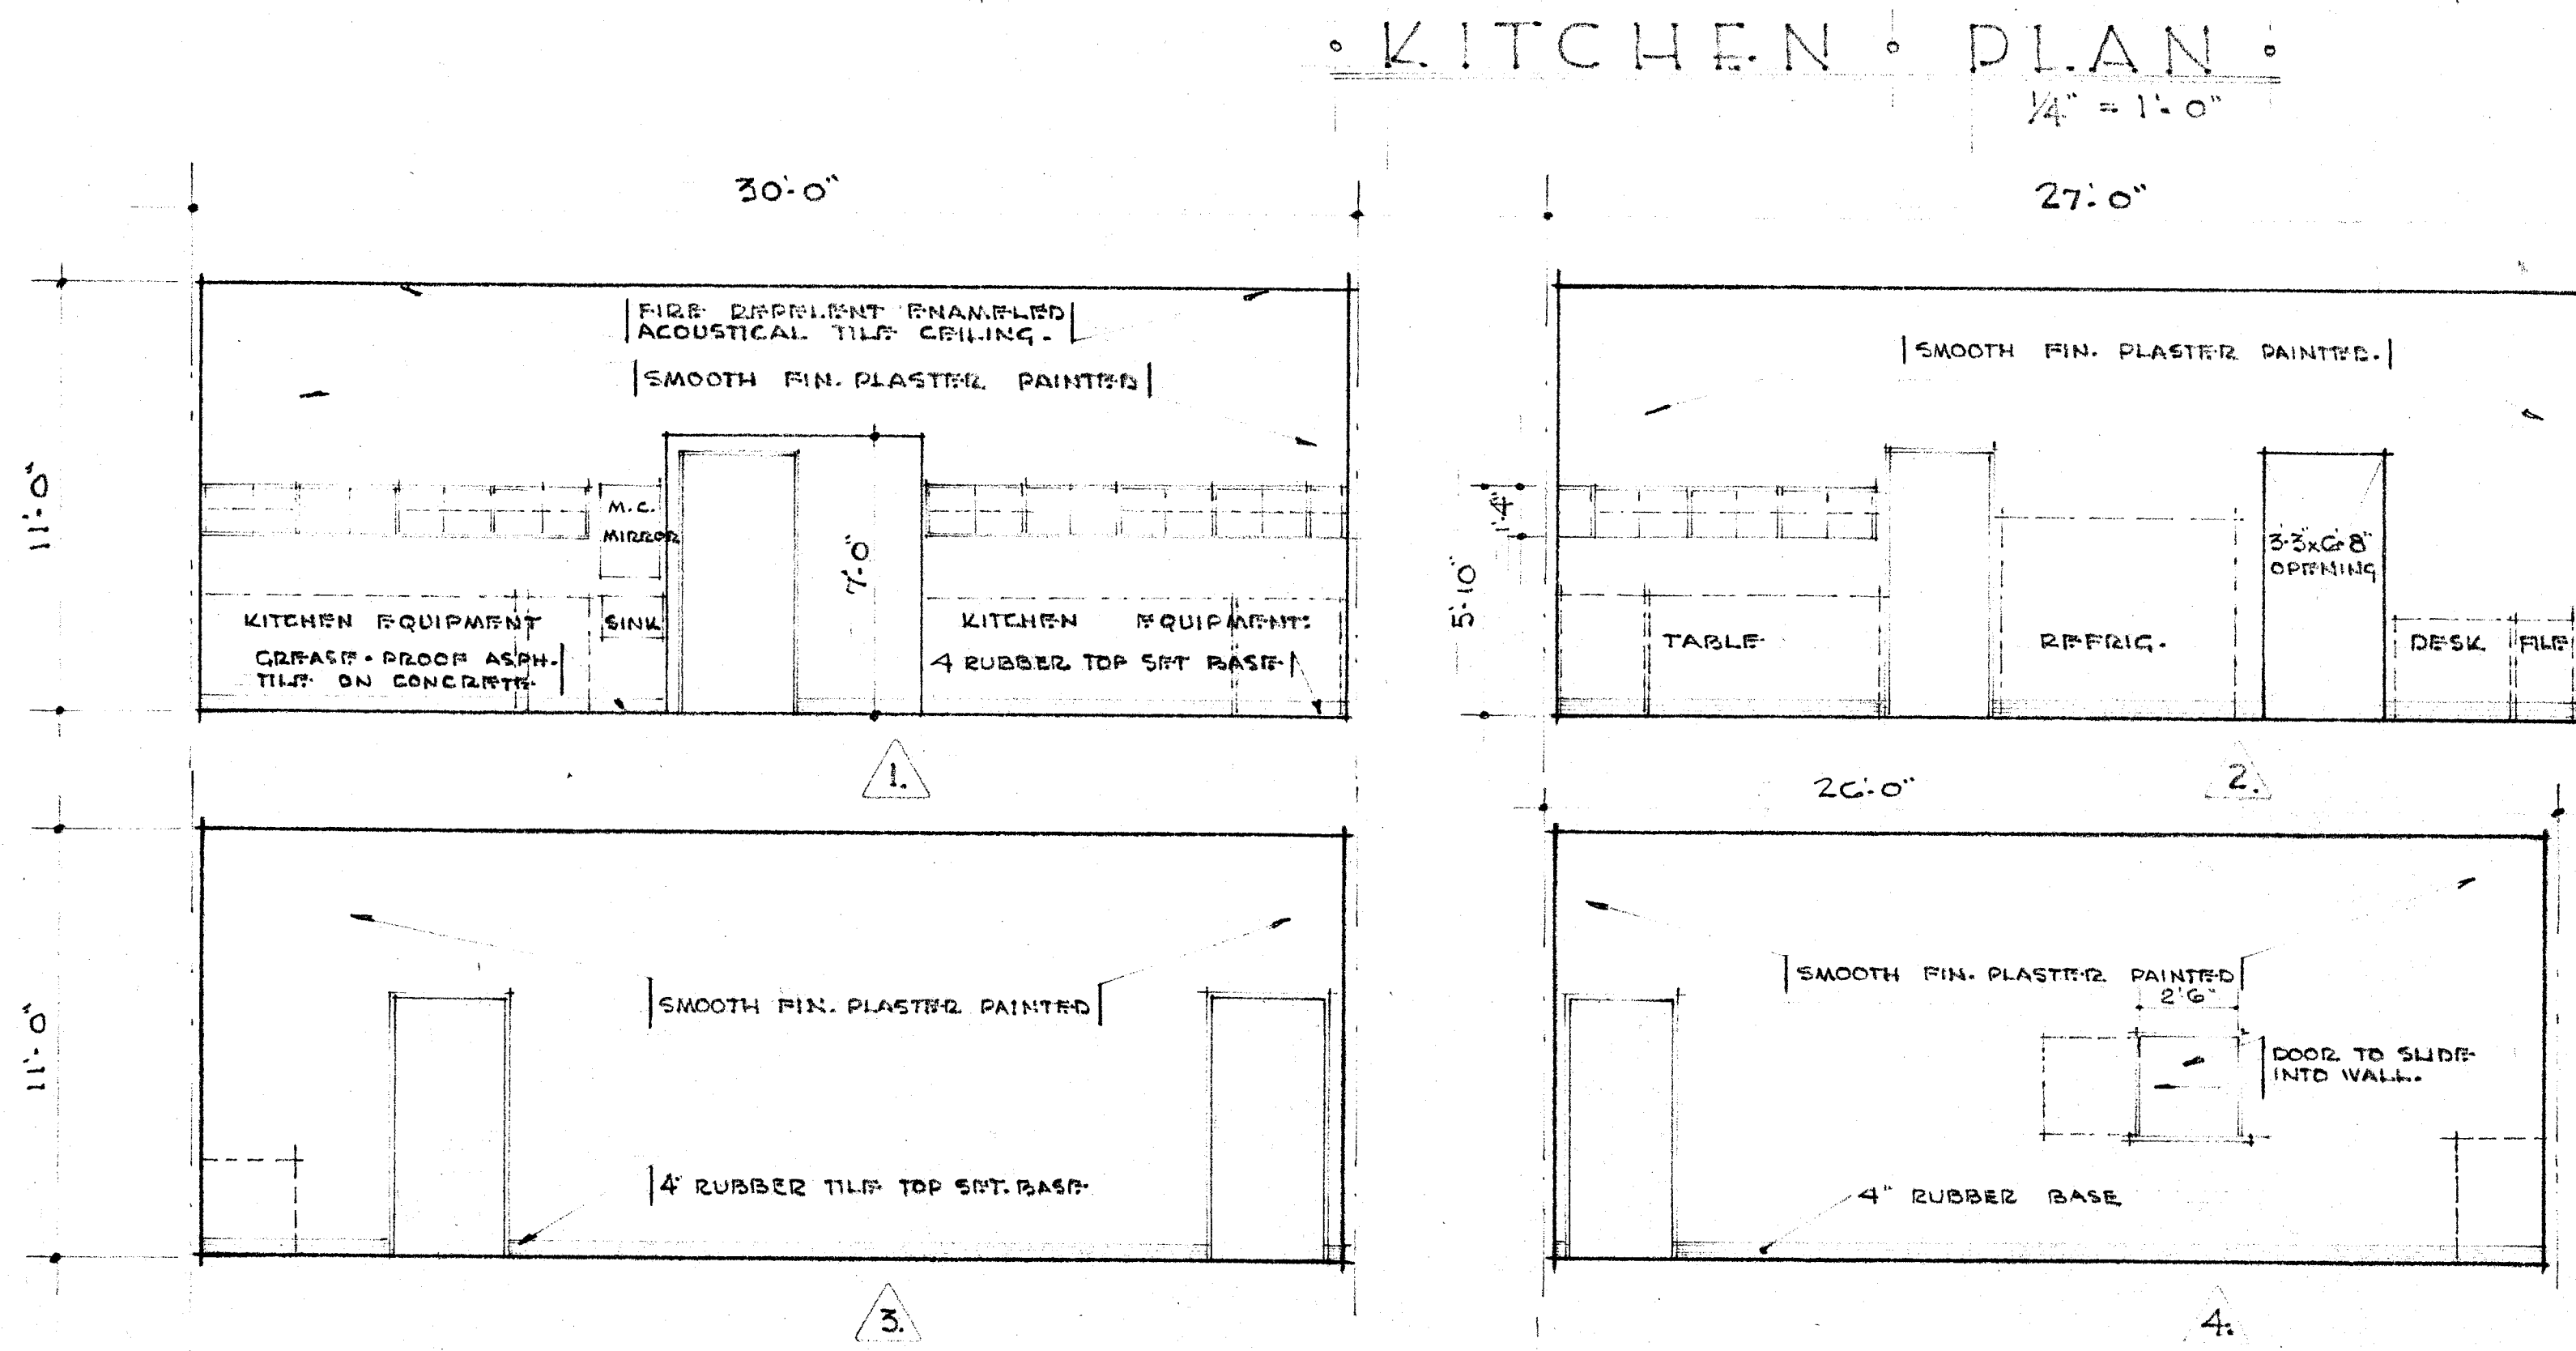 KITCHEN PLAN
1/4" = 1'-0"
30'-0"
27'-0"
11'-0"
FIRE REPELENT ENAMELED
ACOUSTICAL TILE CEILING.
SMOOTH FIN. PLASTER PAINTED
M.C.
MIRROR
7'-0"
KITCHEN EQUIPMENT
SINK
GREASE-PROOF ASPH.
TILE ON CONCRETE
KITCHEN EQUIPMENT:
4 RUBBER TOP SET BASE
1.
SMOOTH FIN. PLASTER PAINTED.
1'-4"
5'-10"
3-3x6-8"
OPENING
TABLE
REFRIG.
DESK
FILE
2.
11'-0"
SMOOTH FIN. PLASTER PAINTED
4" RUBBER TILE TOP SET. BASE
3.
26'-0"
SMOOTH FIN. PLASTER PAINTED
2'6"
DOOR TO SLIDE
INTO WALL.
4" RUBBER BASE
4.